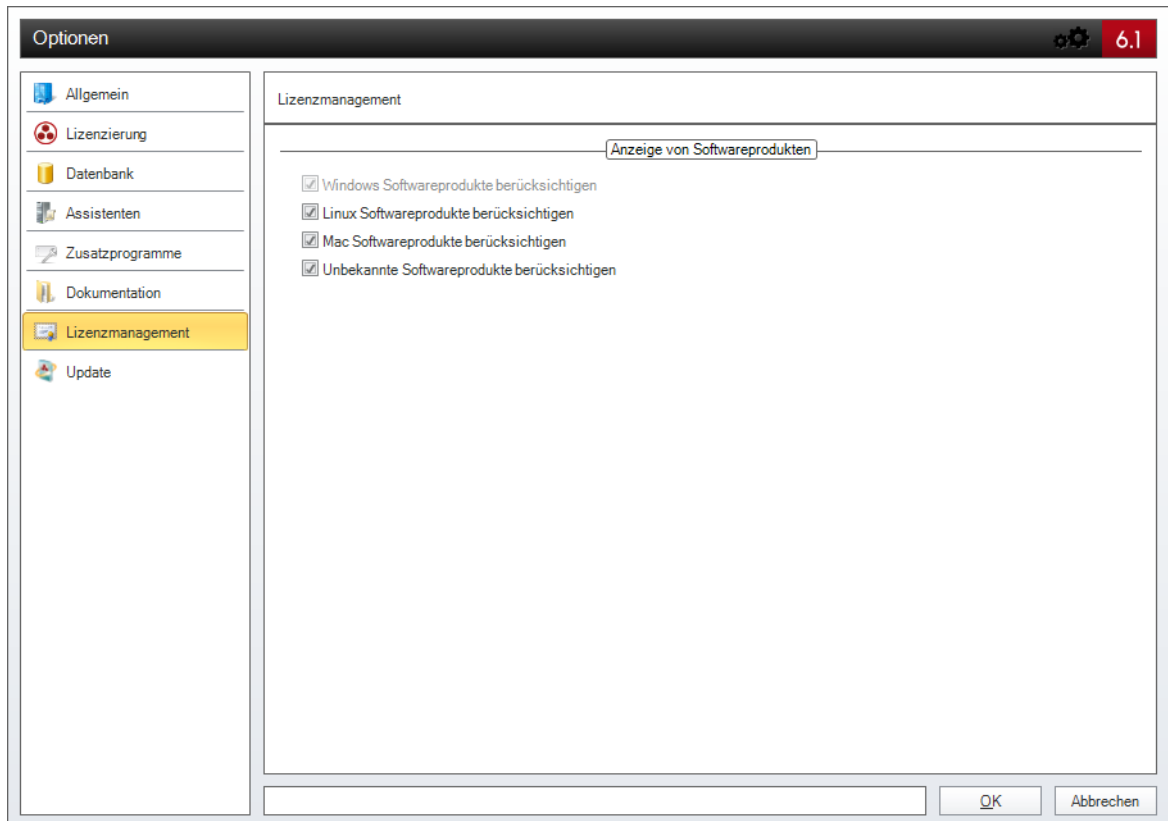 Optionen
6.1
Allgemein
Lizenzierung
Datenbank
Assistenten
Zusatzprogramme
Dokumentation
Lizenzmanagement
Update
Lizenzmanagement
Anzeige von Softwareprodukten
Windows Softwareprodukte berücksichtigen
Linux Softwareprodukte berücksichtigen
Mac Softwareprodukte berücksichtigen
Unbekannte Softwareprodukte berücksichtigen
OK
Abbrechen